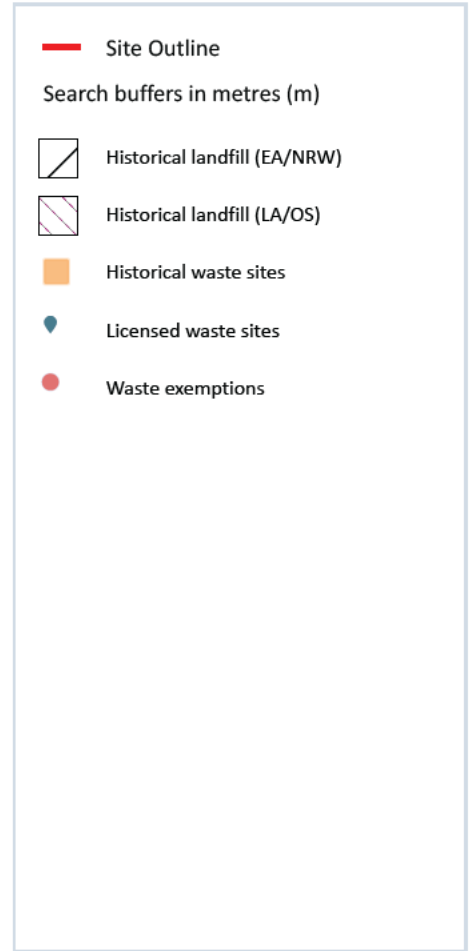 Site Outline
Search buffers in metres (m)
Historical landfill (EA/NRW)
Historical landfill (LA/OS)
Historical waste sites
Licensed waste sites
Waste exemptions